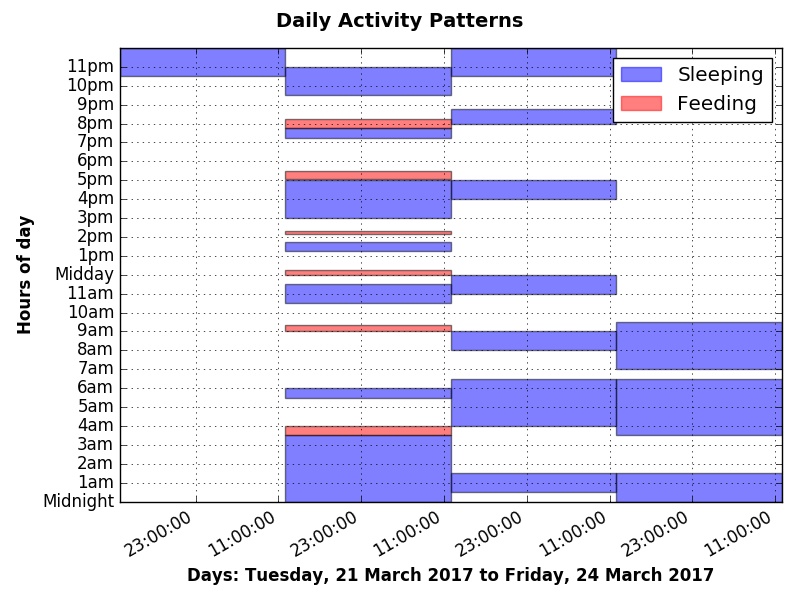 Daily Activity Patterns
Sleeping
Feeding
Hours of day
11pm
10pm
9pm
8pm
7pm
6pm
5pm
4pm
3pm
2pm
1pm
Midday
11am
10am
9am
8am
7am
6am
5am
4am
3am
2am
1am
Midnight
23:00:00 11:00:00 23:00:00 11:00:00 23:00:00 11:00:00 23:00:00 11:00:00
Days: Tuesday, 21 March 2017 to Friday, 24 March 2017